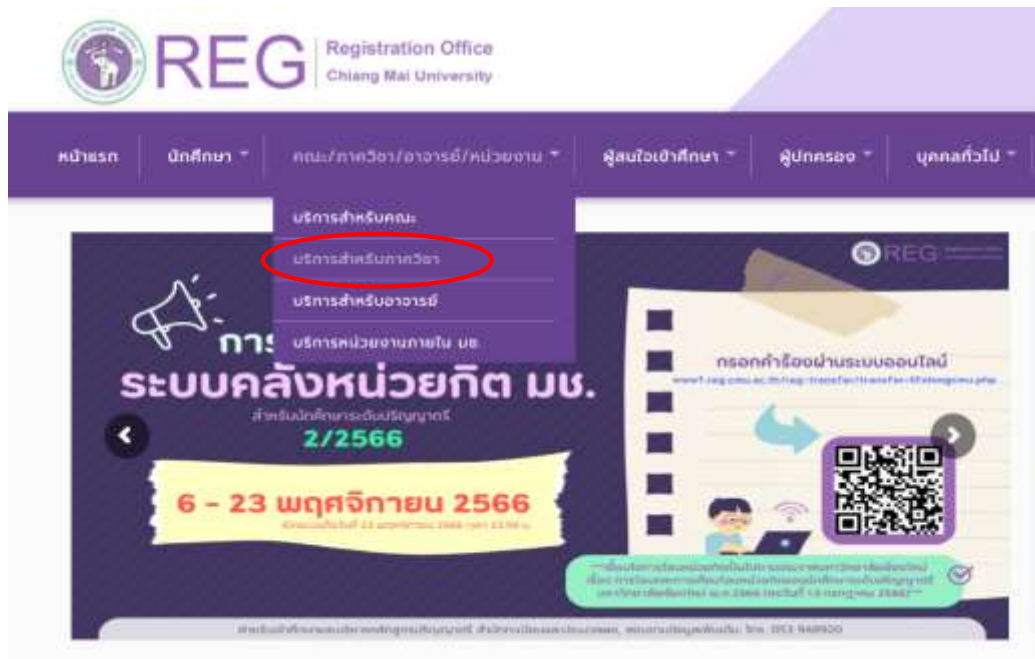 REG
Registration Office
Chiang Mai University
หน้าแรก
นักศึกษา
คณะ/ภาควิชา/อาจารย์/หน่วยงาน
ผู้สนใจเข้าศึกษา
ผู้ปกครอง
บุคคลทั่วไป
บริการสำหรับคณะ
บริการสำหรับภาควิชา
บริการสำหรับอาจารย์
บริการหน่วยงานภายใน มช.
REG
ระบบคลังหน่วยกิต มช.
สำหรับนักศึกษาระดับปริญญาตรี
2/2566
6 - 23 พฤศจิกายน 2566
กรอกคำร้องผ่านระบบออนไลน์